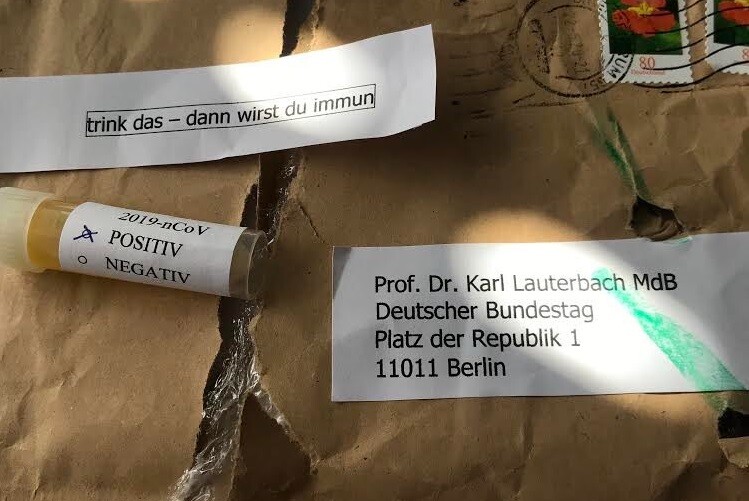 80
80
trink das – dann wirst du immun
2019-nCoV
POSITIV
NEGATIV
Prof. Dr. Karl Lauterbach MdB
Deutscher Bundestag
Platz der Republik 1
11011 Berlin